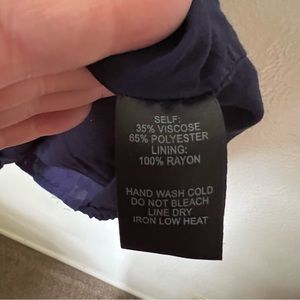 SELF:
35% VISCOSE
65% POLYESTER
LINING:
100% RAYON
HAND WASH COLD
DO NOT BLEACH
LINE DRY
IRON LOW HEAT